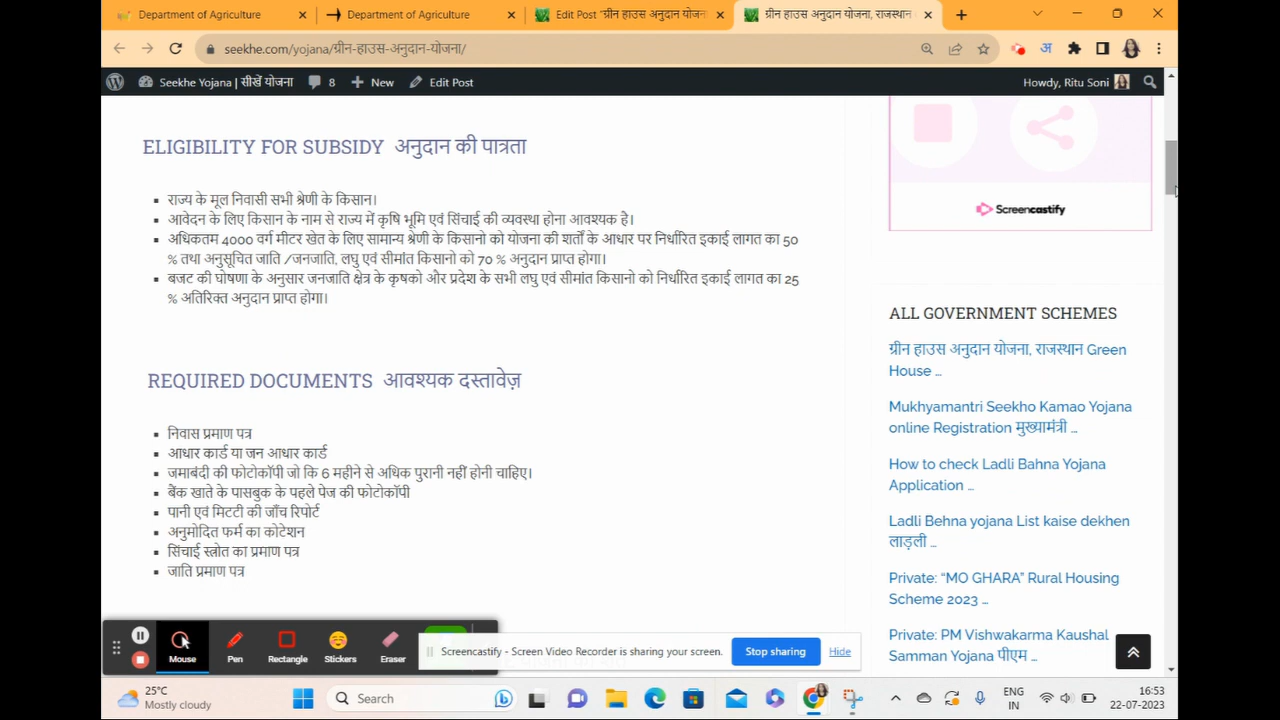 Department of Agriculture
Department of Agriculture
Edit Post "ग्रीन हाउस अनुदान योजना
ग्रीन हाउस अनुदान योजना, राजस्थान
seekhe.com/yojana/ग्रीन-हाउस-अनुदान-योजना/
अ
Seekhe Yojana | सीखें योजना
8
New
Edit Post
Howdy, Ritu Soni
ELIGIBILITY FOR SUBSIDY अनुदान की पात्रता
राज्य के मूल निवासी सभी श्रेणी के किसान।
आवेदन के लिए किसान के नाम से राज्य में कृषि भूमि एवं सिंचाई की व्यवस्था होना आवश्यक है।
अधिकतम 4000 वर्ग मीटर खेत के लिए सामान्य श्रेणी के किसानो को योजना की शर्तों के आधार पर निर्धारित इकाई लागत का 50
% तथा अनुसूचित जाति /जनजाति, लघु एवं सीमांत किसानो को 70 % अनुदान प्राप्त होगा।
बजट की घोषणा के अनुसार जनजाति क्षेत्र के कृषको और प्रदेश के सभी लघु एवं सीमांत किसानो को निर्धारित इकाई लागत का 25
% अतिरिक्त अनुदान प्राप्त होगा।
REQUIRED DOCUMENTS आवश्यक दस्तावेज़
निवास प्रमाण पत्र
आधार कार्ड या जन आधार कार्ड
जमाबंदी की फोटोकॉपी जो कि 6 महीने से अधिक पुरानी नहीं होनी चाहिए।
बैंक खाते के पासबुक के पहले पेज की फोटोकॉपी
पानी एवं मिटटी की जाँच रिपोर्ट
अनुमोदित फर्म का कोटेशन
सिंचाई स्त्रोत का प्रमाण पत्र
जाति प्रमाण पत्र
Screencastify
ALL GOVERNMENT SCHEMES
ग्रीन हाउस अनुदान योजना, राजस्थान Green
House ...
Mukhyamantri Seekho Kamao Yojana
online Registration मुख्यमंत्री ...
How to check Ladli Bahna Yojana
Application ...
Ladli Behna yojana List kaise dekhen
लाड़ली ...
Private: "MO GHARA" Rural Housing
Scheme 2023 ...
Private: PM Vishwakarma Kaushal
Samman Yojana पीएम ...
Mouse
Pen
Rectangle
Stickers
Eraser
Screencastify - Screen Video Recorder is sharing your screen.
Stop sharing
Hide
25°C
Mostly cloudy
Search
ENG
IN
16:53
22-07-2023